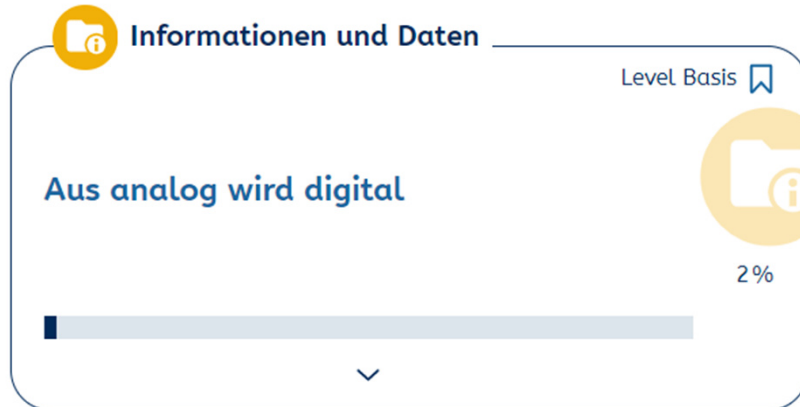 Informationen und Daten
Level Basis
Aus analog wird digital
2%